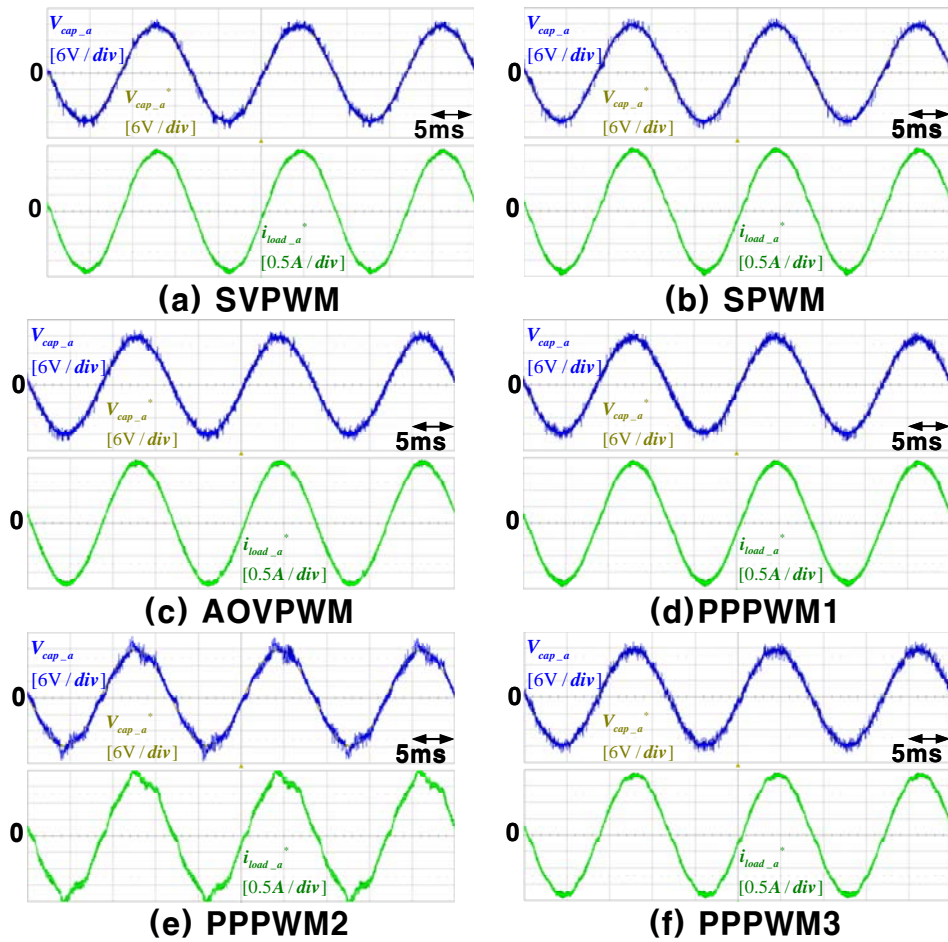 V_cap_a
[6V/div]
0
V_cap_a*
[6V/div]
5ms
0
i_load_a*
[0.5A/div]
(a) SVPWM
V_cap_a
[6V/div]
0
V_cap_a*
[6V/div]
5ms
0
i_load_a*
[0.5A/div]
(b) SPWM
V_cap_a
[6V/div]
0
V_cap_a*
[6V/div]
5ms
0
i_load_a*
[0.5A/div]
(c) AOVPWM
V_cap_a
[6V/div]
0
V_cap_a*
[6V/div]
5ms
0
i_load_a*
[0.5A/div]
(d)PPPWM1
V_cap_a
[6V/div]
0
V_cap_a*
[6V/div]
5ms
0
i_load_a*
[0.5A/div]
(e) PPPWM2
V_cap_a
[6V/div]
0
V_cap_a*
[6V/div]
5ms
0
i_load_a*
[0.5A/div]
(f) PPPWM3